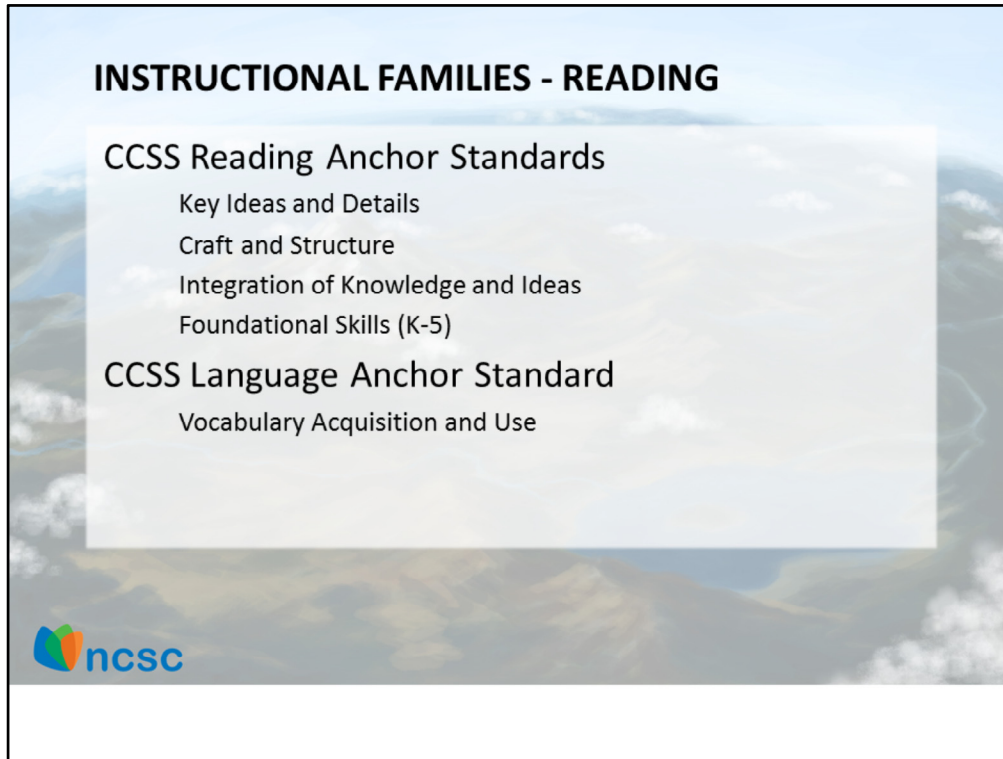 INSTRUCTIONAL FAMILIES - READING
CCSS Reading Anchor Standards
Key Ideas and Details
Craft and Structure
Integration of Knowledge and Ideas
Foundational Skills (K-5)
CCSS Language Anchor Standard
Vocabulary Acquisition and Use
ncsc